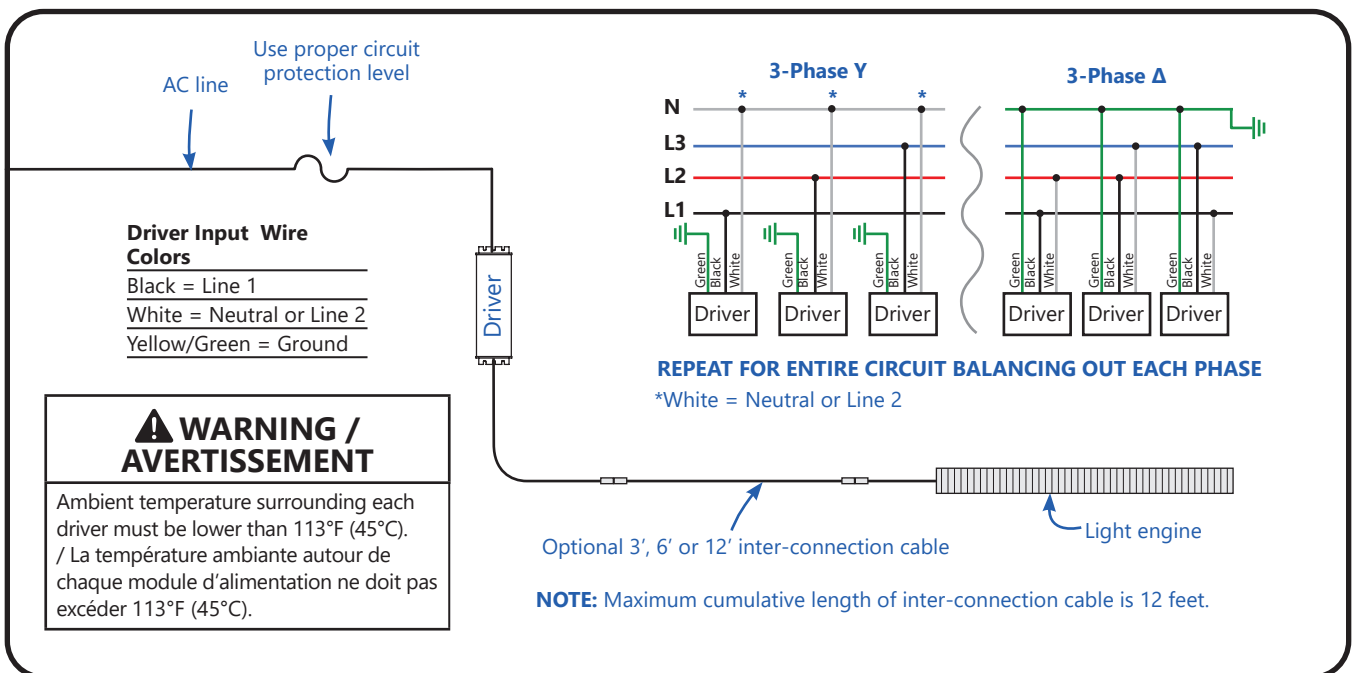 Use proper circuit
protection level
AC line
Driver Input Wire
Colors
Black = Line 1
White = Neutral or Line 2
Yellow/Green = Ground
Driver
3-Phase Y
* * *
N
L3
L2
L1
Green
Black
White
Green
Black
White
Green
Black
White
Driver
Driver
Driver
3-Phase Δ
Green
Black
White
Green
Black
White
Green
Black
White
Driver
Driver
Driver
REPEAT FOR ENTIRE CIRCUIT BALANCING OUT EACH PHASE
*White = Neutral or Line 2
WARNING /
AVERTISSEMENT
Ambient temperature surrounding each
driver must be lower than 113°F (45°C).
/ La température ambiante autour de
chaque module d’alimentation ne doit pas
excéder 113°F (45°C).
Optional 3’, 6’ or 12’ inter-connection cable
Light engine
NOTE: Maximum cumulative length of inter-connection cable is 12 feet.